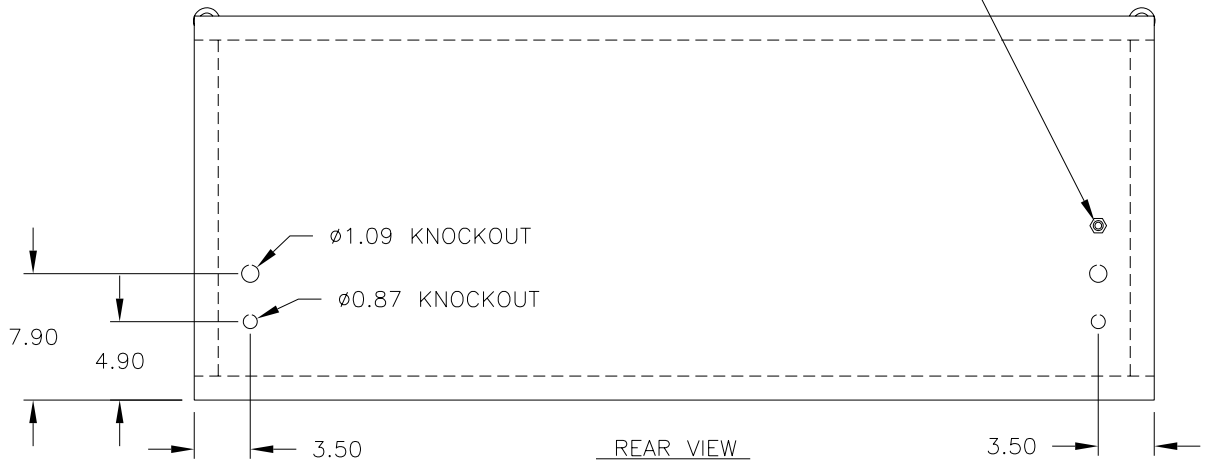 ø1.09 KNOCKOUT
ø0.87 KNOCKOUT
7.90
4.90
3.50
REAR VIEW
3.50